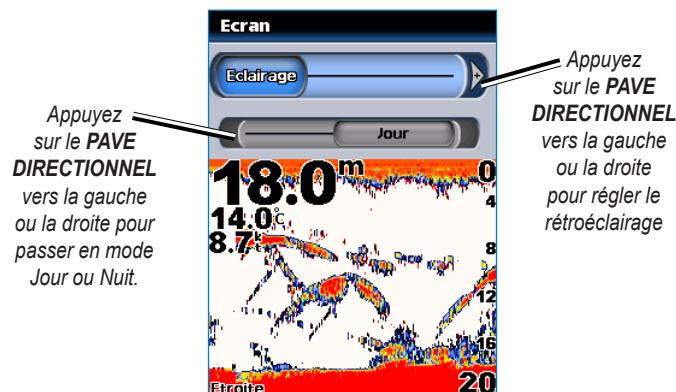 Ecran
Eclairage
+
Jour
Appuyez
sur le PAVE
DIRECTIONNEL
vers la gauche
ou la droite pour
passer en mode
Jour ou Nuit.
Appuyez
sur le PAVE
DIRECTIONNEL
vers la gauche
ou la droite
pour régler le
rétroéclairage
18.0m
14.0°c
8.7
0
4
8
12
16
20
Etroite